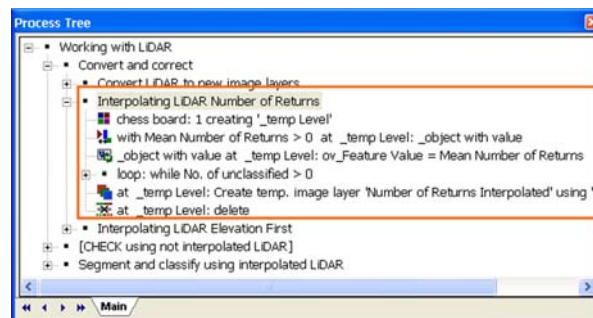 Process Tree
Working with LiDAR
Convert and correct
Convert LiDAR to new image layers
Interpolating LiDAR Number of Returns
chess board: 1 creating '_temp Level'
with Mean Number of Returns > 0 at _temp Level: _object with value
_object with value at _temp Level: ov_Feature Value = Mean Number of Returns
loop: while No. of unclassified > 0
at _temp Level: Create temp. image layer 'Number of Returns Interpolated' using '
at _temp Level: delete
Interpolating LiDAR Elevation First
[CHECK using not interpolated LiDAR]
Segment and classify using interpolated LiDAR
Main